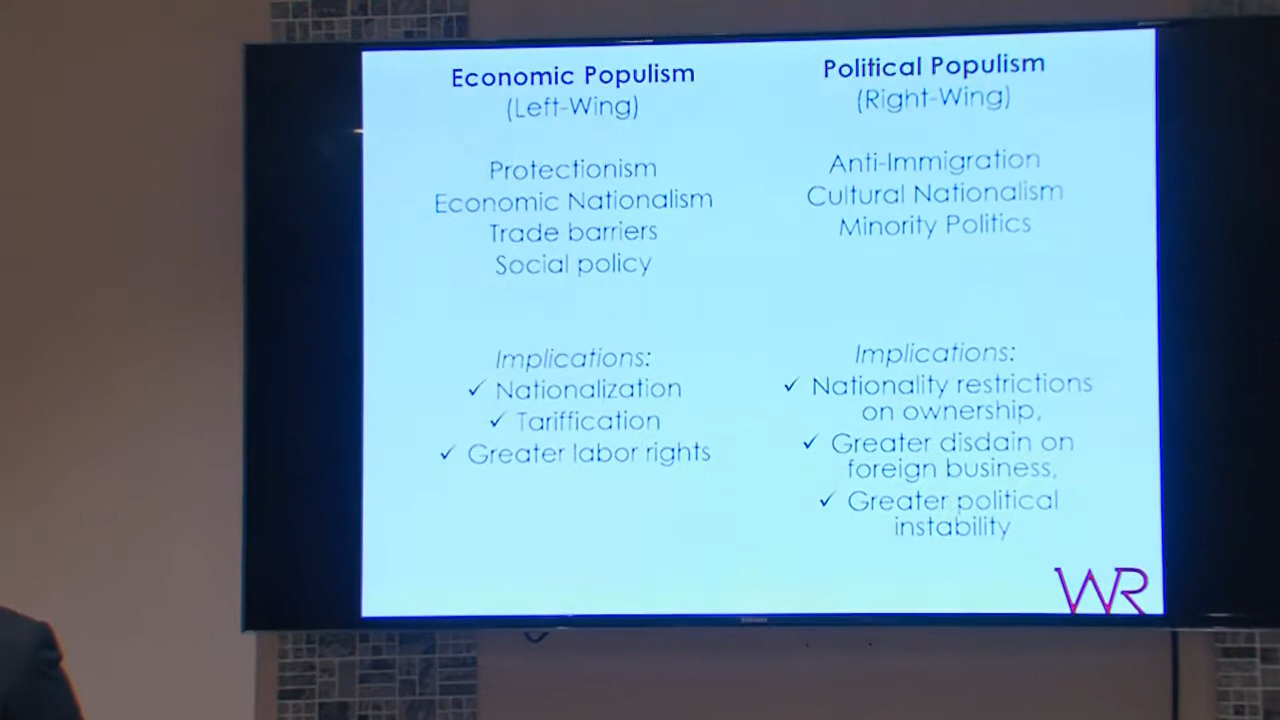 Economic Populism
(Left-Wing)
Protectionism
Economic Nationalism
Trade barriers
Social policy
Implications:
✓ Nationalization
✓ Tariffication
✓ Greater labor rights
Political Populism
(Right-Wing)
Anti-Immigration
Cultural Nationalism
Minority Politics
Implications:
✓ Nationality restrictions
on ownership,
✓ Greater disdain on
foreign business,
✓ Greater political
instability
WR